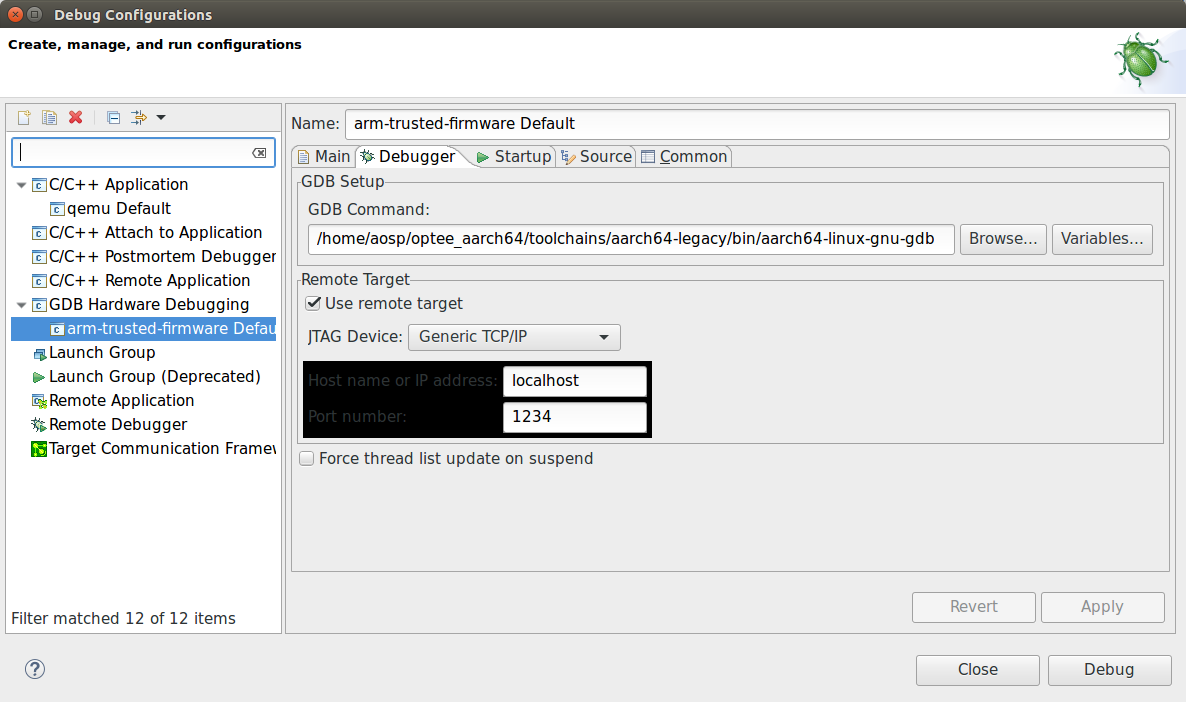 Debug Configurations
Create, manage, and run configurations
C/C++ Application
qemu Default
C/C++ Attach to Application
C/C++ Postmortem Debugger
C/C++ Remote Application
GDB Hardware Debugging
arm-trusted-firmware Defau
Launch Group
Launch Group (Deprecated)
Remote Application
Remote Debugger
Target Communication Framew
Filter matched 12 of 12 items
Name: arm-trusted-firmware Default
Main Debugger Startup Source Common
GDB Setup
GDB Command:
/home/aosp/optee_aarch64/toolchains/aarch64-legacy/bin/aarch64-linux-gnu-gdb Browse... Variables...
Remote Target
Use remote target
JTAG Device: Generic TCP/IP
Host name or IP address: localhost
Port number: 1234
Force thread list update on suspend
Revert Apply
Close Debug